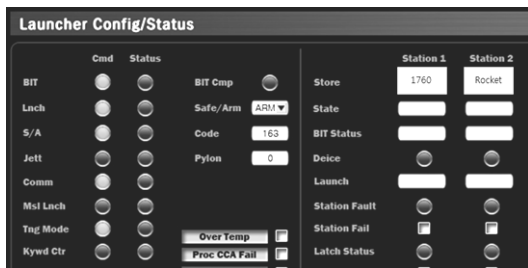 Launcher Config/Status
Cmd Status
Station 1 Station 2
BIT BIT Cmp Store 1760 Rocket
Lnch Safe/Arm ARM State
S/A Code 163 BIT Status
Jett Pylon 0 Deice
Comm Launch
Msl Lnch Station Fault
Tng Mode Over Temp Station Fail
Kywd Ctr Proc CCA Fail Latch Status